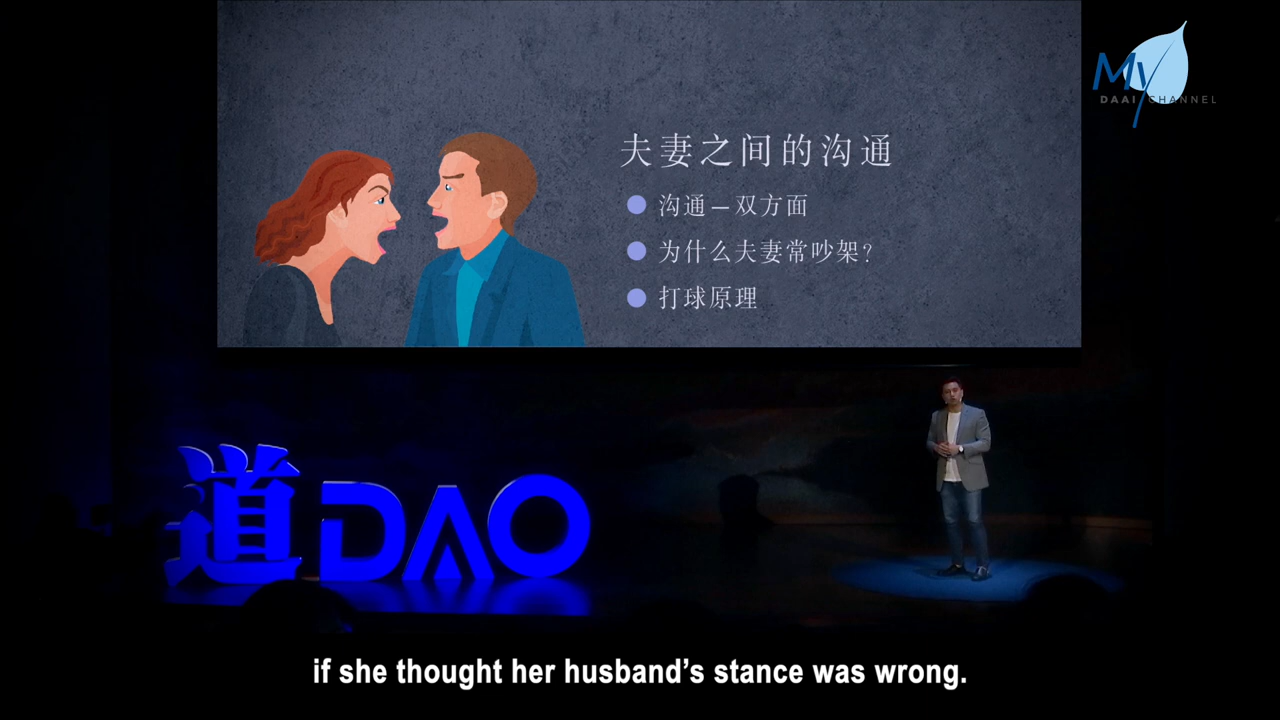 My
DAAI CHANNEL
夫妻之间的沟通
沟通－双方面
为什么夫妻常吵架?
打球原理
道DAO
if she thought her husband’s stance was wrong.